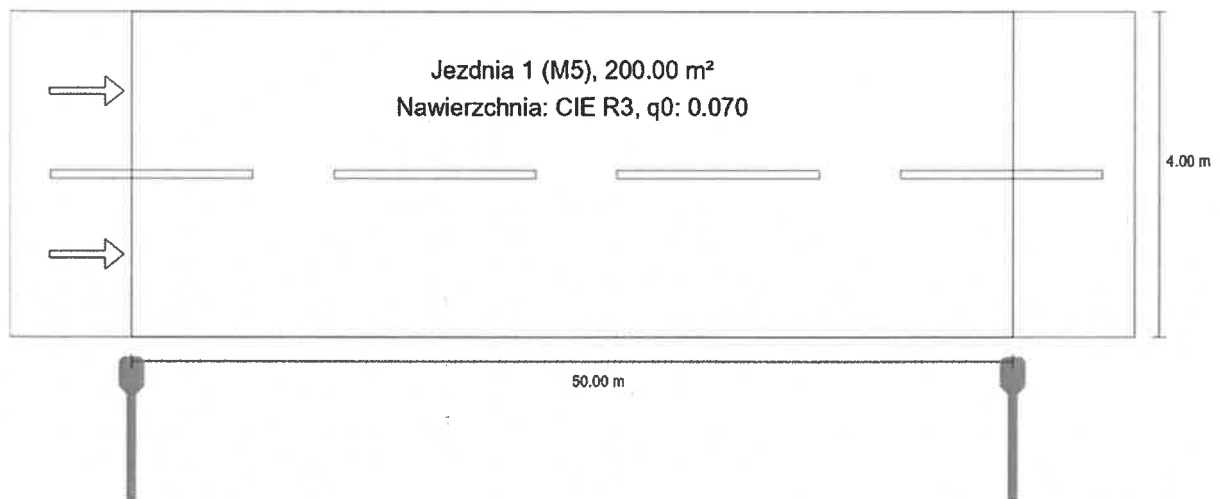 Jezdnia 1 (M5), 200.00 m²
Nawierzchnia: CIE R3, q0: 0.070
4.00 m
50.00 m